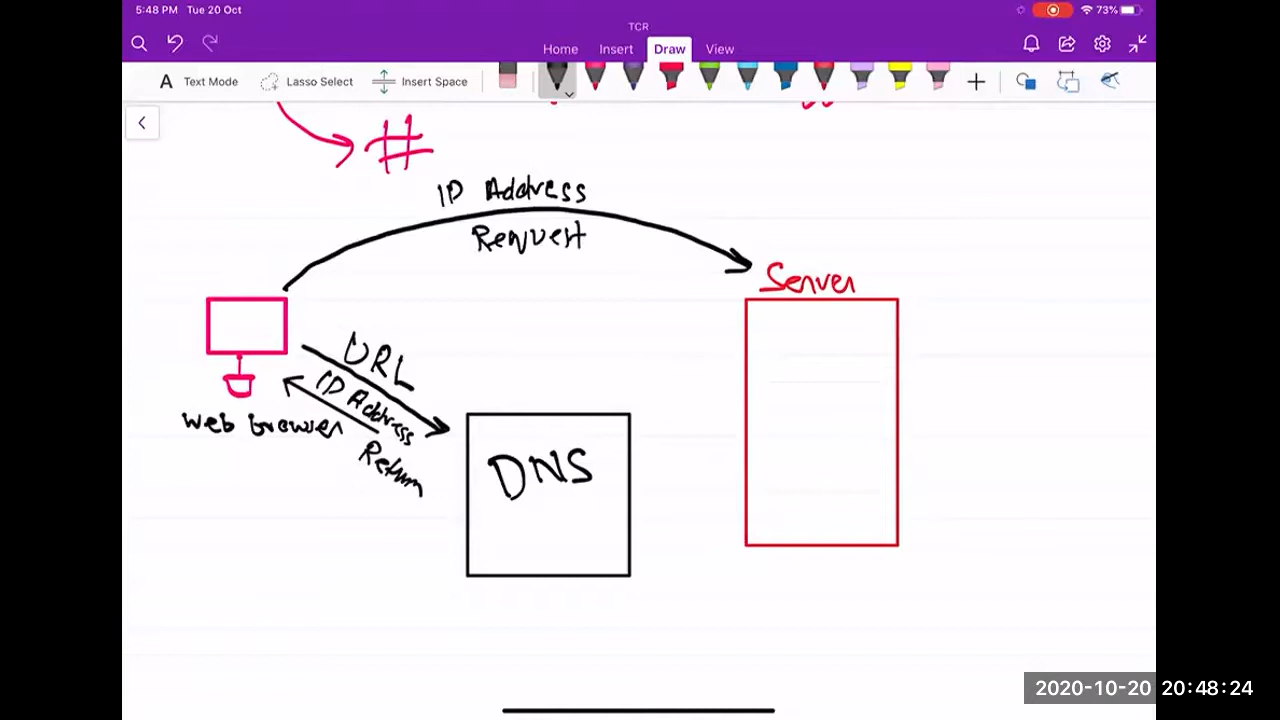 5:48 PM Tue 20 Oct
73%
TCR
Home Insert Draw View
A Text Mode Lasso Select Insert Space
#
IP Address
Request
Server
URL
IP Address
Return
Web browser
DNS
2020-10-20 20:48:24